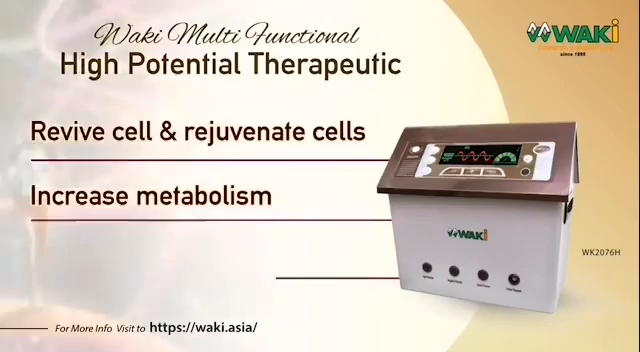 Waki Multi Functional
High Potential Therapeutic
WAKi
since 1995
Revive cell & rejuvenate cells
Increase metabolism
WAKi
WK2076H
For More Info Visit to https://waki.asia/